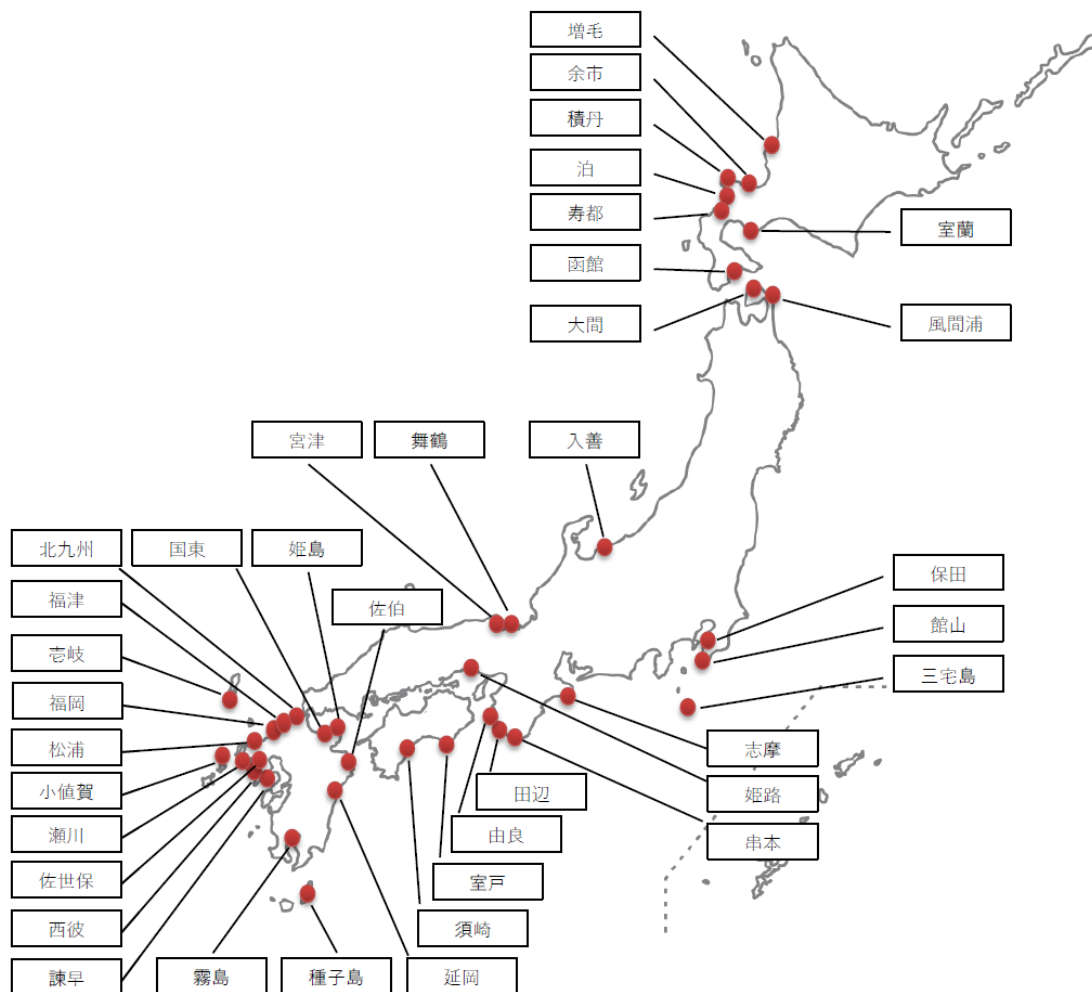 増毛
余市
積丹
泊
寿都
室蘭
函館
大間
風間浦
宮津
舞鶴
入善
北九州
国東
姫島
保田
福津
佐伯
館山
壱岐
三宅島
福岡
松浦
志摩
小値賀
田辺
姫路
瀬川
由良
串本
佐世保
室戸
西彼
須崎
諫早
霧島
種子島
延岡